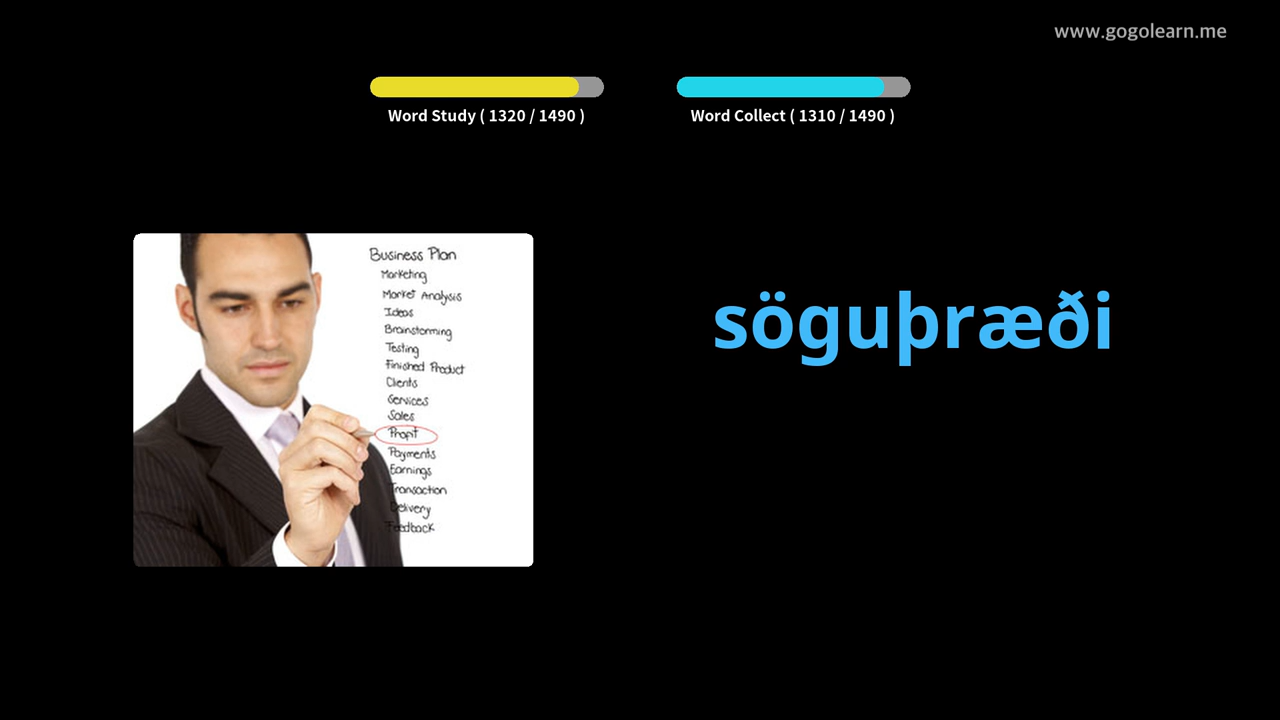 www.gogolearn.me
Word Study ( 1320 / 1490 )
Word Collect ( 1310 / 1490 )
Business Plan
Marketing
Market Analysis
Ideas
Brainstorming
Testing
Finished Product
Clients
Services
Sales
Profit
Payments
Earnings
Transaction
Delivery
Feedback
söguþræði